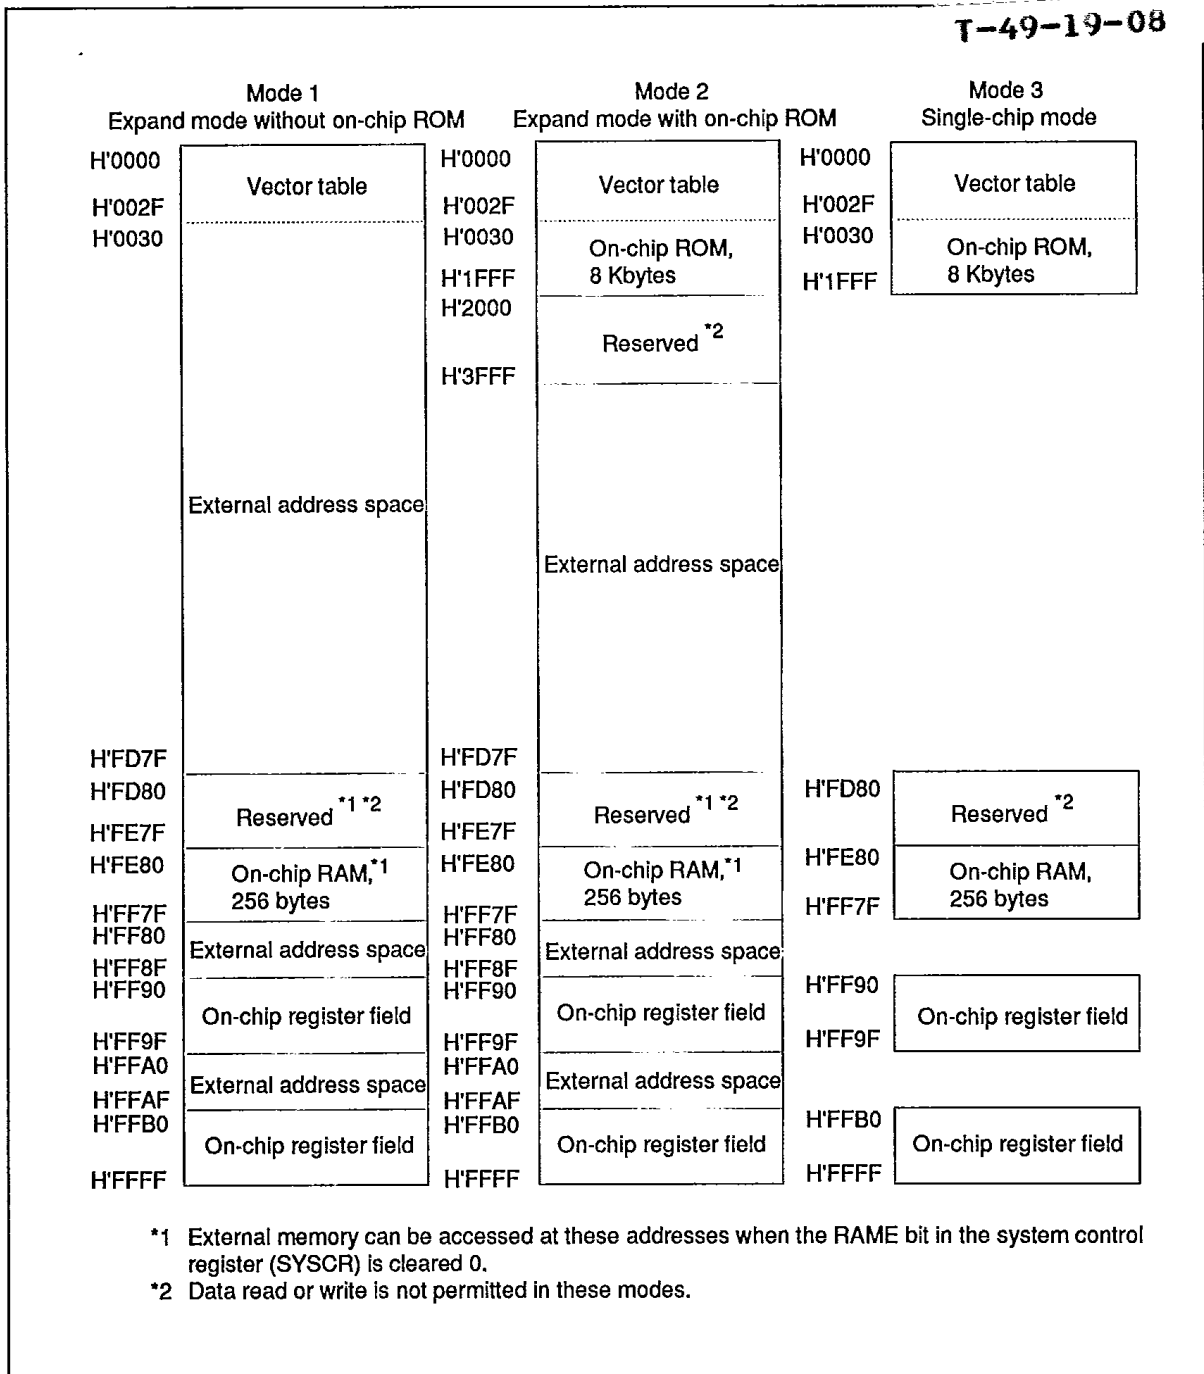 T-49-19-08
Mode 1
Expand mode without on-chip ROM
H'0000
Vector table
H'002F
H'0030
External address space
H'FD7F
H'FD80
Reserved *1 *2
H'FE7F
H'FE80
On-chip RAM,*1
256 bytes
H'FF7F
H'FF80
External address space
H'FF8F
H'FF90
On-chip register field
H'FF9F
H'FFA0
External address space
H'FFAF
H'FFB0
On-chip register field
H'FFFF
Mode 2
Expand mode with on-chip ROM
H'0000
Vector table
H'002F
H'0030
On-chip ROM,
8 Kbytes
H'1FFF
H'2000
Reserved *2
H'3FFF
External address space
H'FD7F
H'FD80
Reserved *1 *2
H'FE7F
H'FE80
On-chip RAM,*1
256 bytes
H'FF7F
H'FF80
External address space
H'FF8F
H'FF90
On-chip register field
H'FF9F
H'FFA0
External address space
H'FFAF
H'FFB0
On-chip register field
H'FFFF
Mode 3
Single-chip mode
H'0000
Vector table
H'002F
H'0030
On-chip ROM,
8 Kbytes
H'1FFF
H'FD80
Reserved *2
H'FE80
On-chip RAM,
256 bytes
H'FF7F
H'FF90
On-chip register field
H'FF9F
H'FFB0
On-chip register field
H'FFFF
*1 External memory can be accessed at these addresses when the RAME bit in the system control
register (SYSCR) is cleared 0.
*2 Data read or write is not permitted in these modes.